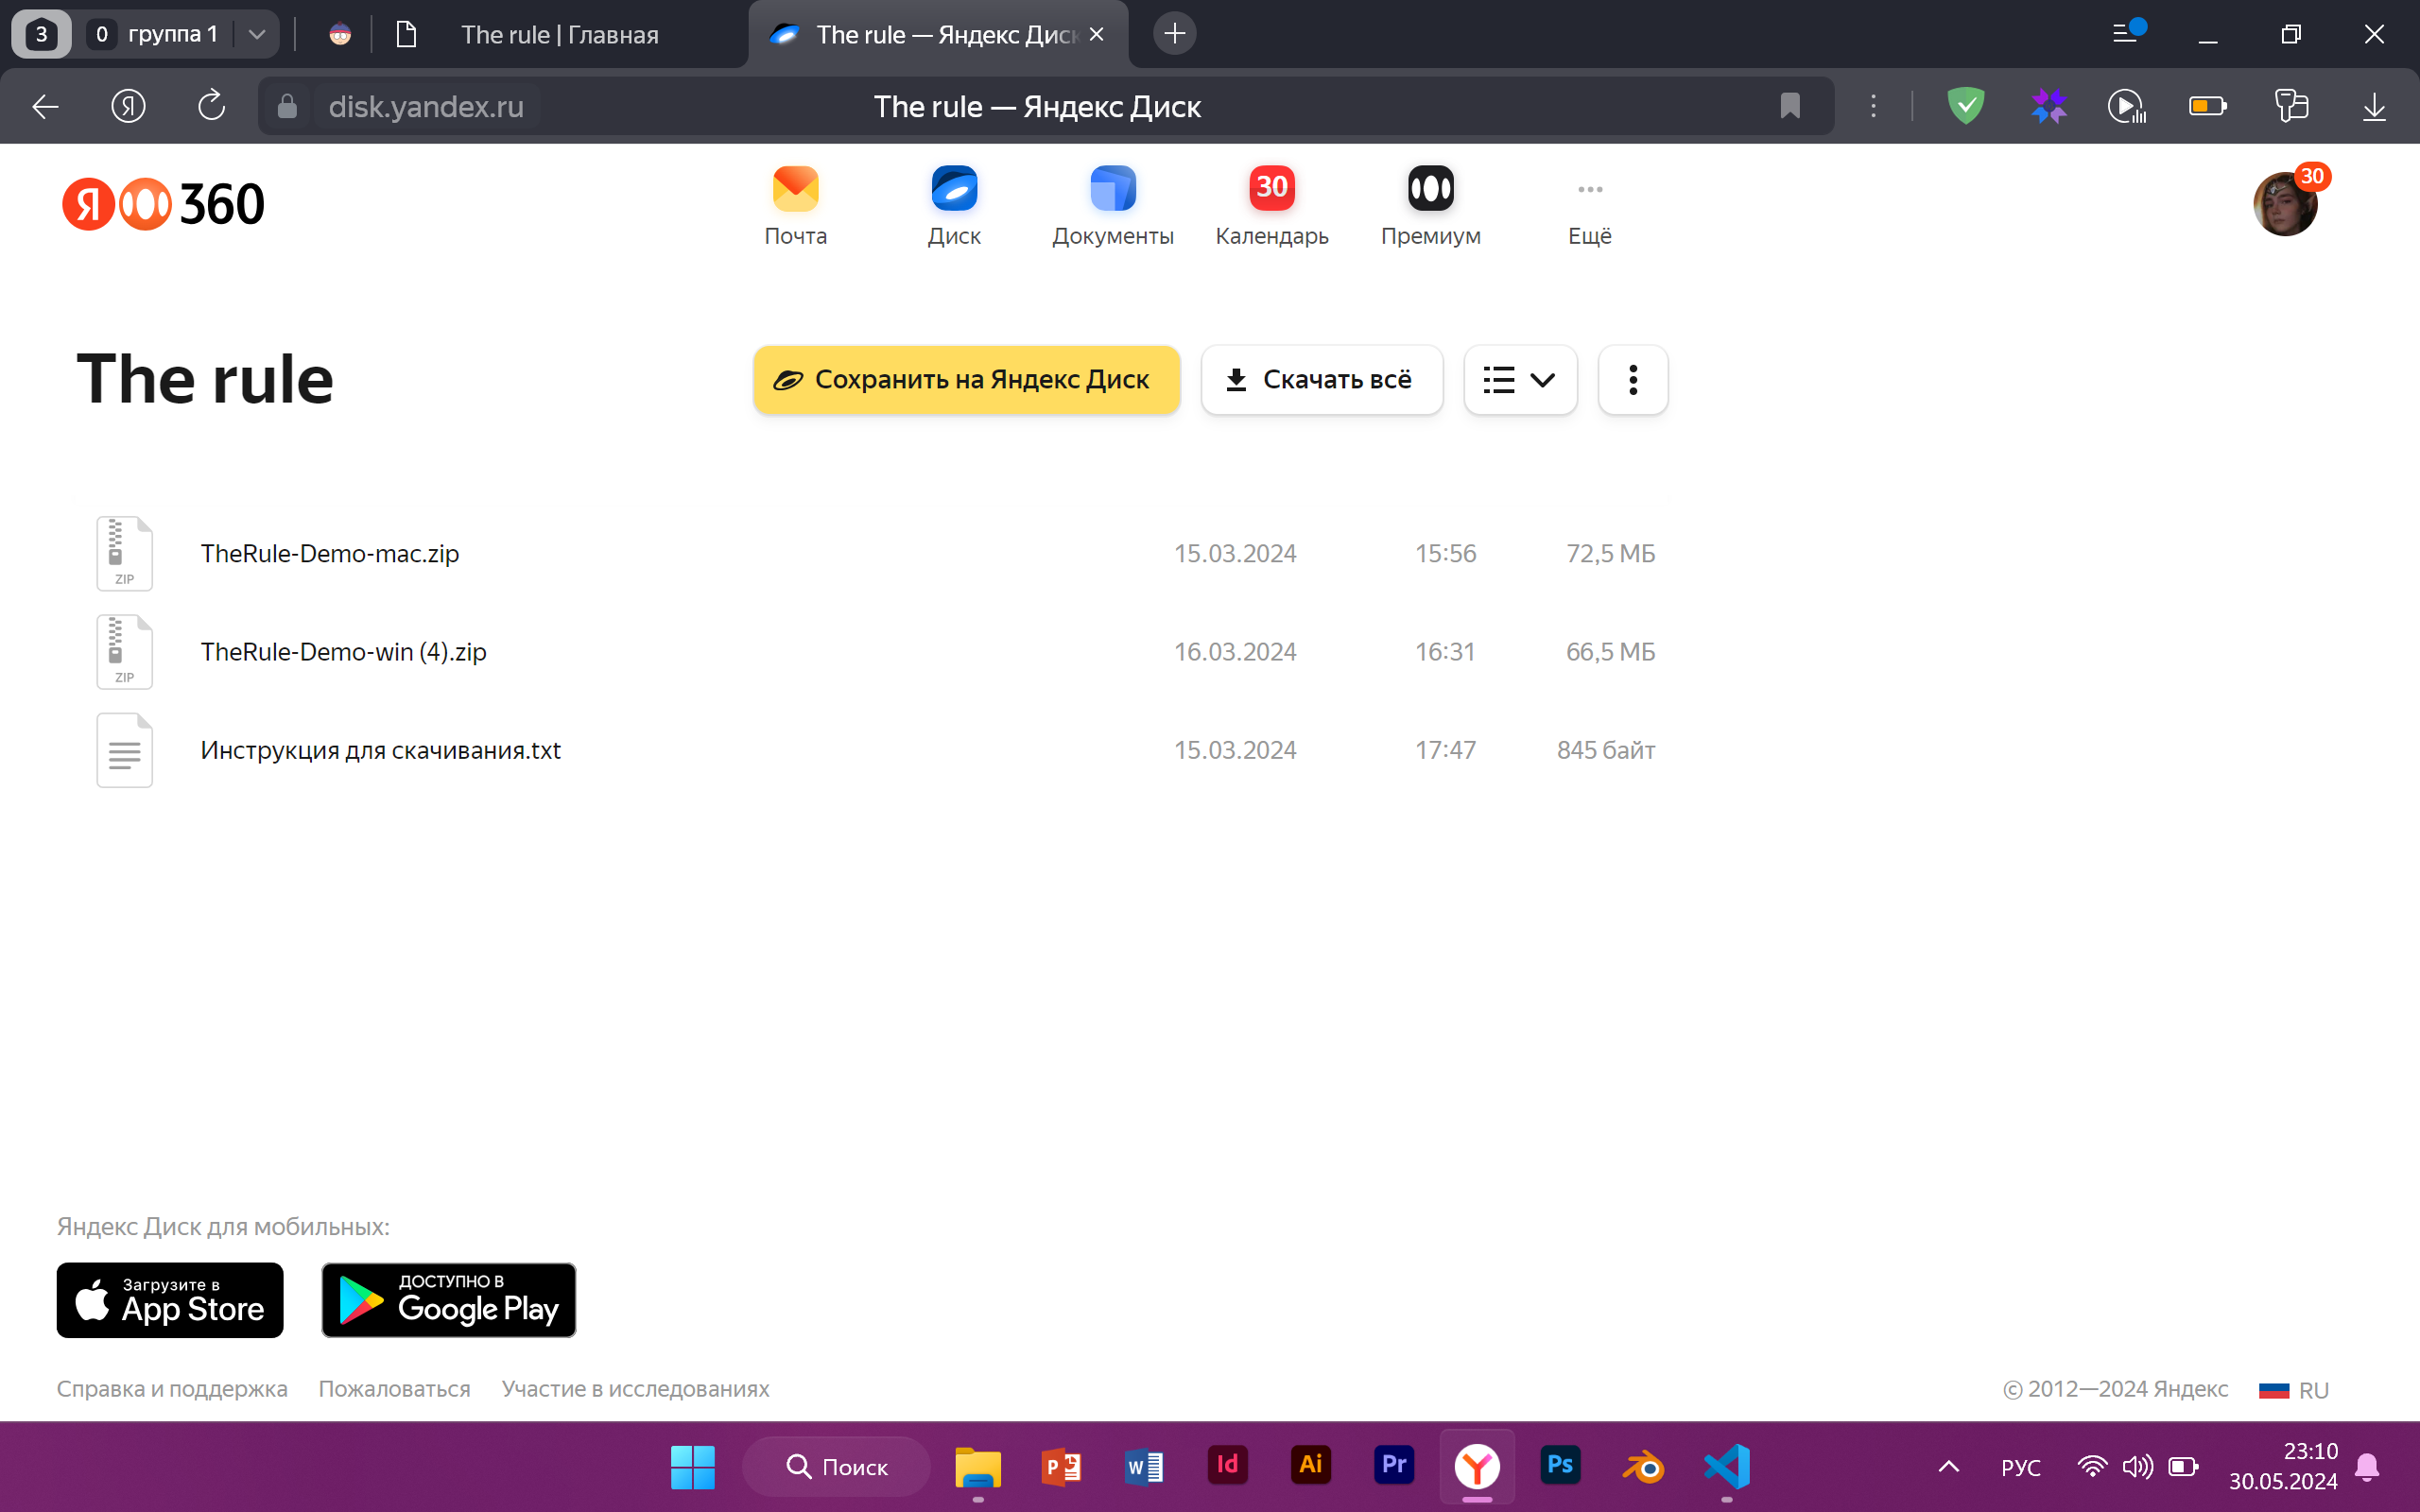 3 0 группа 1 The rule | Главная The rule — Яндекс Диск
disk.yandex.ru The rule — Яндекс Диск
Я 360
30
30
Почта Диск Документы Календарь Премиум Ещё
The rule
Сохранить на Яндекс Диск Скачать всё
ZIP TheRule-Demo-mac.zip 15.03.2024 15:56 72,5 МБ
ZIP TheRule-Demo-win (4).zip 16.03.2024 16:31 66,5 МБ
Инструкция для скачивания.txt 15.03.2024 17:47 845 байт
Яндекс Диск для мобильных:
Загрузите в
App Store
ДОСТУПНО В
Google Play
Справка и поддержка Пожаловаться Участие в исследованиях © 2012—2024 Яндекс RU
Поиск P W Id Ai Pr Y Ps РУС 23:10
30.05.2024